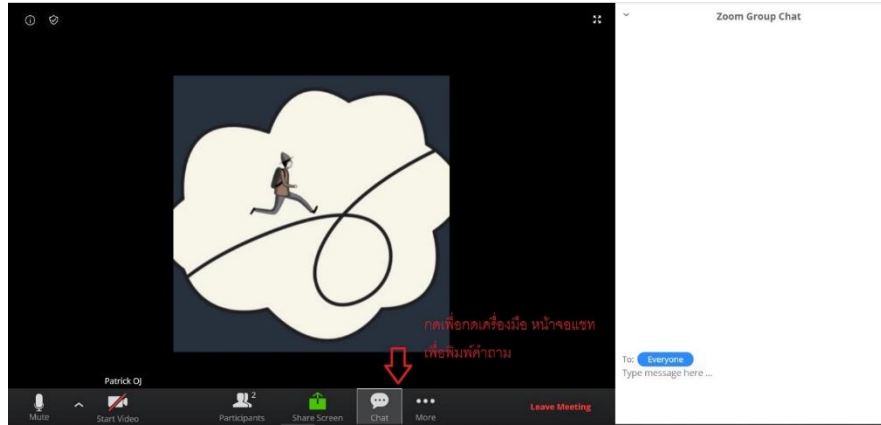 Zoom Group Chat
กดเพื่อกดเครื่องมือ หน้าจอแชท
เพื่อพิมพ์คำถาม
To: Everyone
Type message here ...
Patrick OJ
Mute
Start Video
2
Participants
Share Screen
Chat
More
Leave Meeting